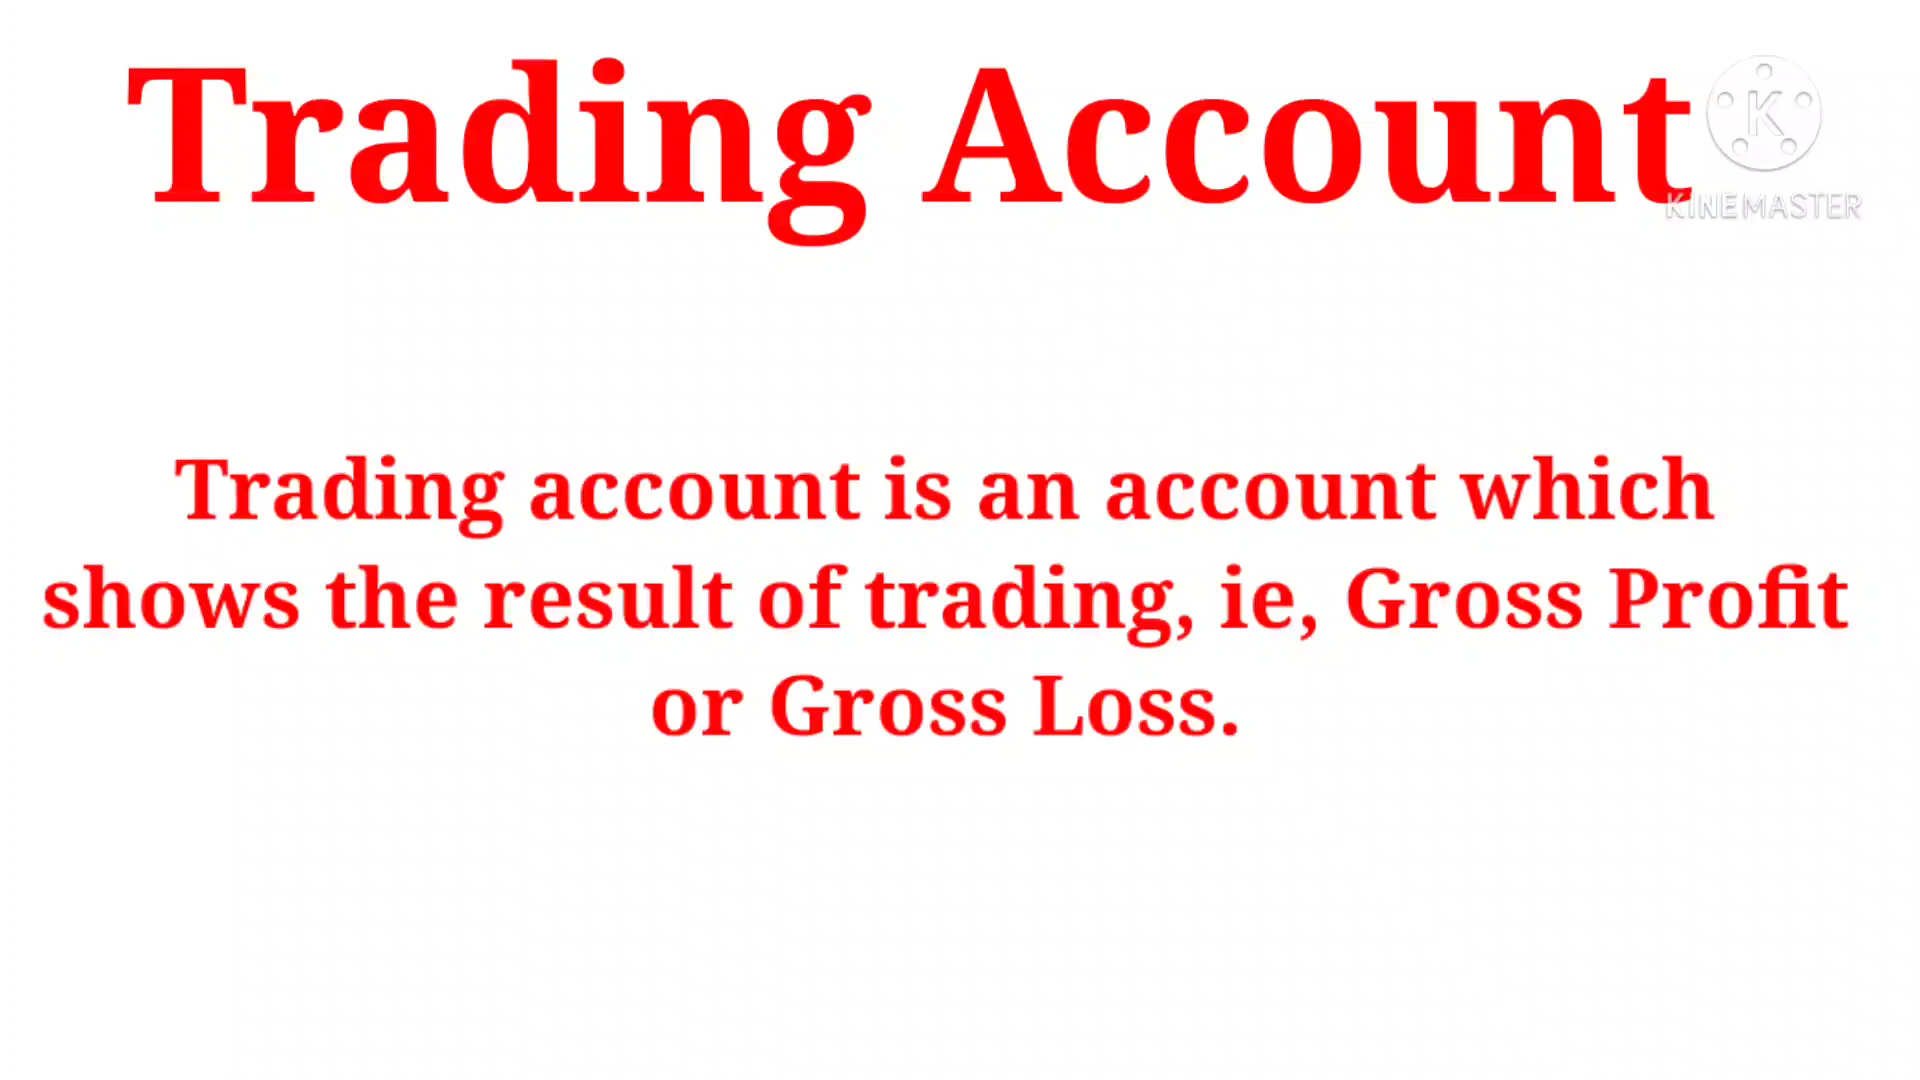 Trading Account
K
KINEMASTER
Trading account is an account which
shows the result of trading, ie, Gross Profit
or Gross Loss.